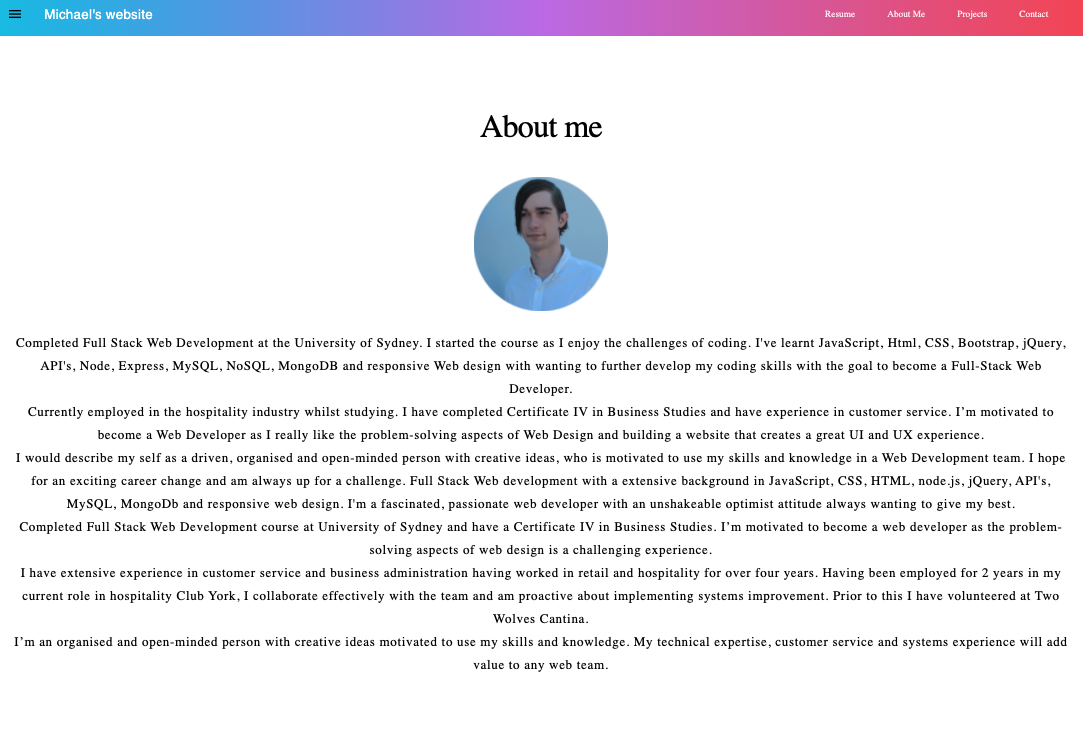 Michael's website
Resume
About Me
Projects
Contact
About me
Completed Full Stack Web Development at the University of Sydney. I started the course as I enjoy the challenges of coding. I've learnt JavaScript, Html, CSS, Bootstrap, jQuery,
API's, Node, Express, MySQL, NoSQL, MongoDB and responsive Web design with wanting to further develop my coding skills with the goal to become a Full-Stack Web
Developer.
Currently employed in the hospitality industry whilst studying. I have completed Certificate IV in Business Studies and have experience in customer service. I’m motivated to
become a Web Developer as I really like the problem-solving aspects of Web Design and building a website that creates a great UI and UX experience.
I would describe my self as a driven, organised and open-minded person with creative ideas, who is motivated to use my skills and knowledge in a Web Development team. I hope
for an exciting career change and am always up for a challenge. Full Stack Web development with a extensive background in JavaScript, CSS, HTML, node.js, jQuery, API's,
MySQL, MongoDb and responsive web design. I'm a fascinated, passionate web developer with an unshakeable optimist attitude always wanting to give my best.
Completed Full Stack Web Development course at University of Sydney and have a Certificate IV in Business Studies. I’m motivated to become a web developer as the problem-
solving aspects of web design is a challenging experience.
I have extensive experience in customer service and business administration having worked in retail and hospitality for over four years. Having been employed for 2 years in my
current role in hospitality Club York, I collaborate effectively with the team and am proactive about implementing systems improvement. Prior to this I have volunteered at Two
Wolves Cantina.
I’m an organised and open-minded person with creative ideas motivated to use my skills and knowledge. My technical expertise, customer service and systems experience will add
value to any web team.